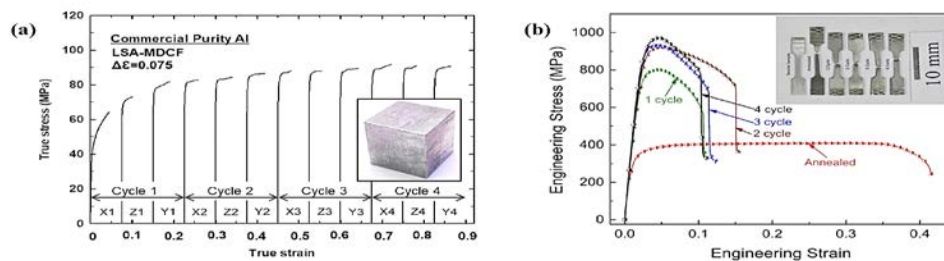 (a)
Commercial Purity Al
LSA-MDCF
Δε=0.075
True stress (MPa)
120
100
80
60
40
20
0
Cycle 1 Cycle 2 Cycle 3 Cycle 4
X1 Z1 Y1 X2 Z2 Y2 X3 Z3 Y3 X4 Z4 Y4
0 0.1 0.2 0.3 0.4 0.5 0.6 0.7 0.8 0.9
True strain
(b)
Engineering Stress (MPa)
1000
800
600
400
200
0
1 cycle
4 cycle
3 cycle
2 cycle
Annealed
10 mm
0.0 0.1 0.2 0.3 0.4
Engineering Strain